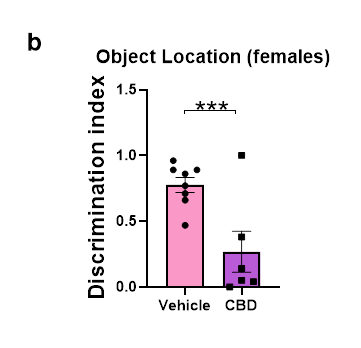 b
Object Location (females)
Discrimination index
1.5
***
1.0
0.5
0.0
Vehicle CBD